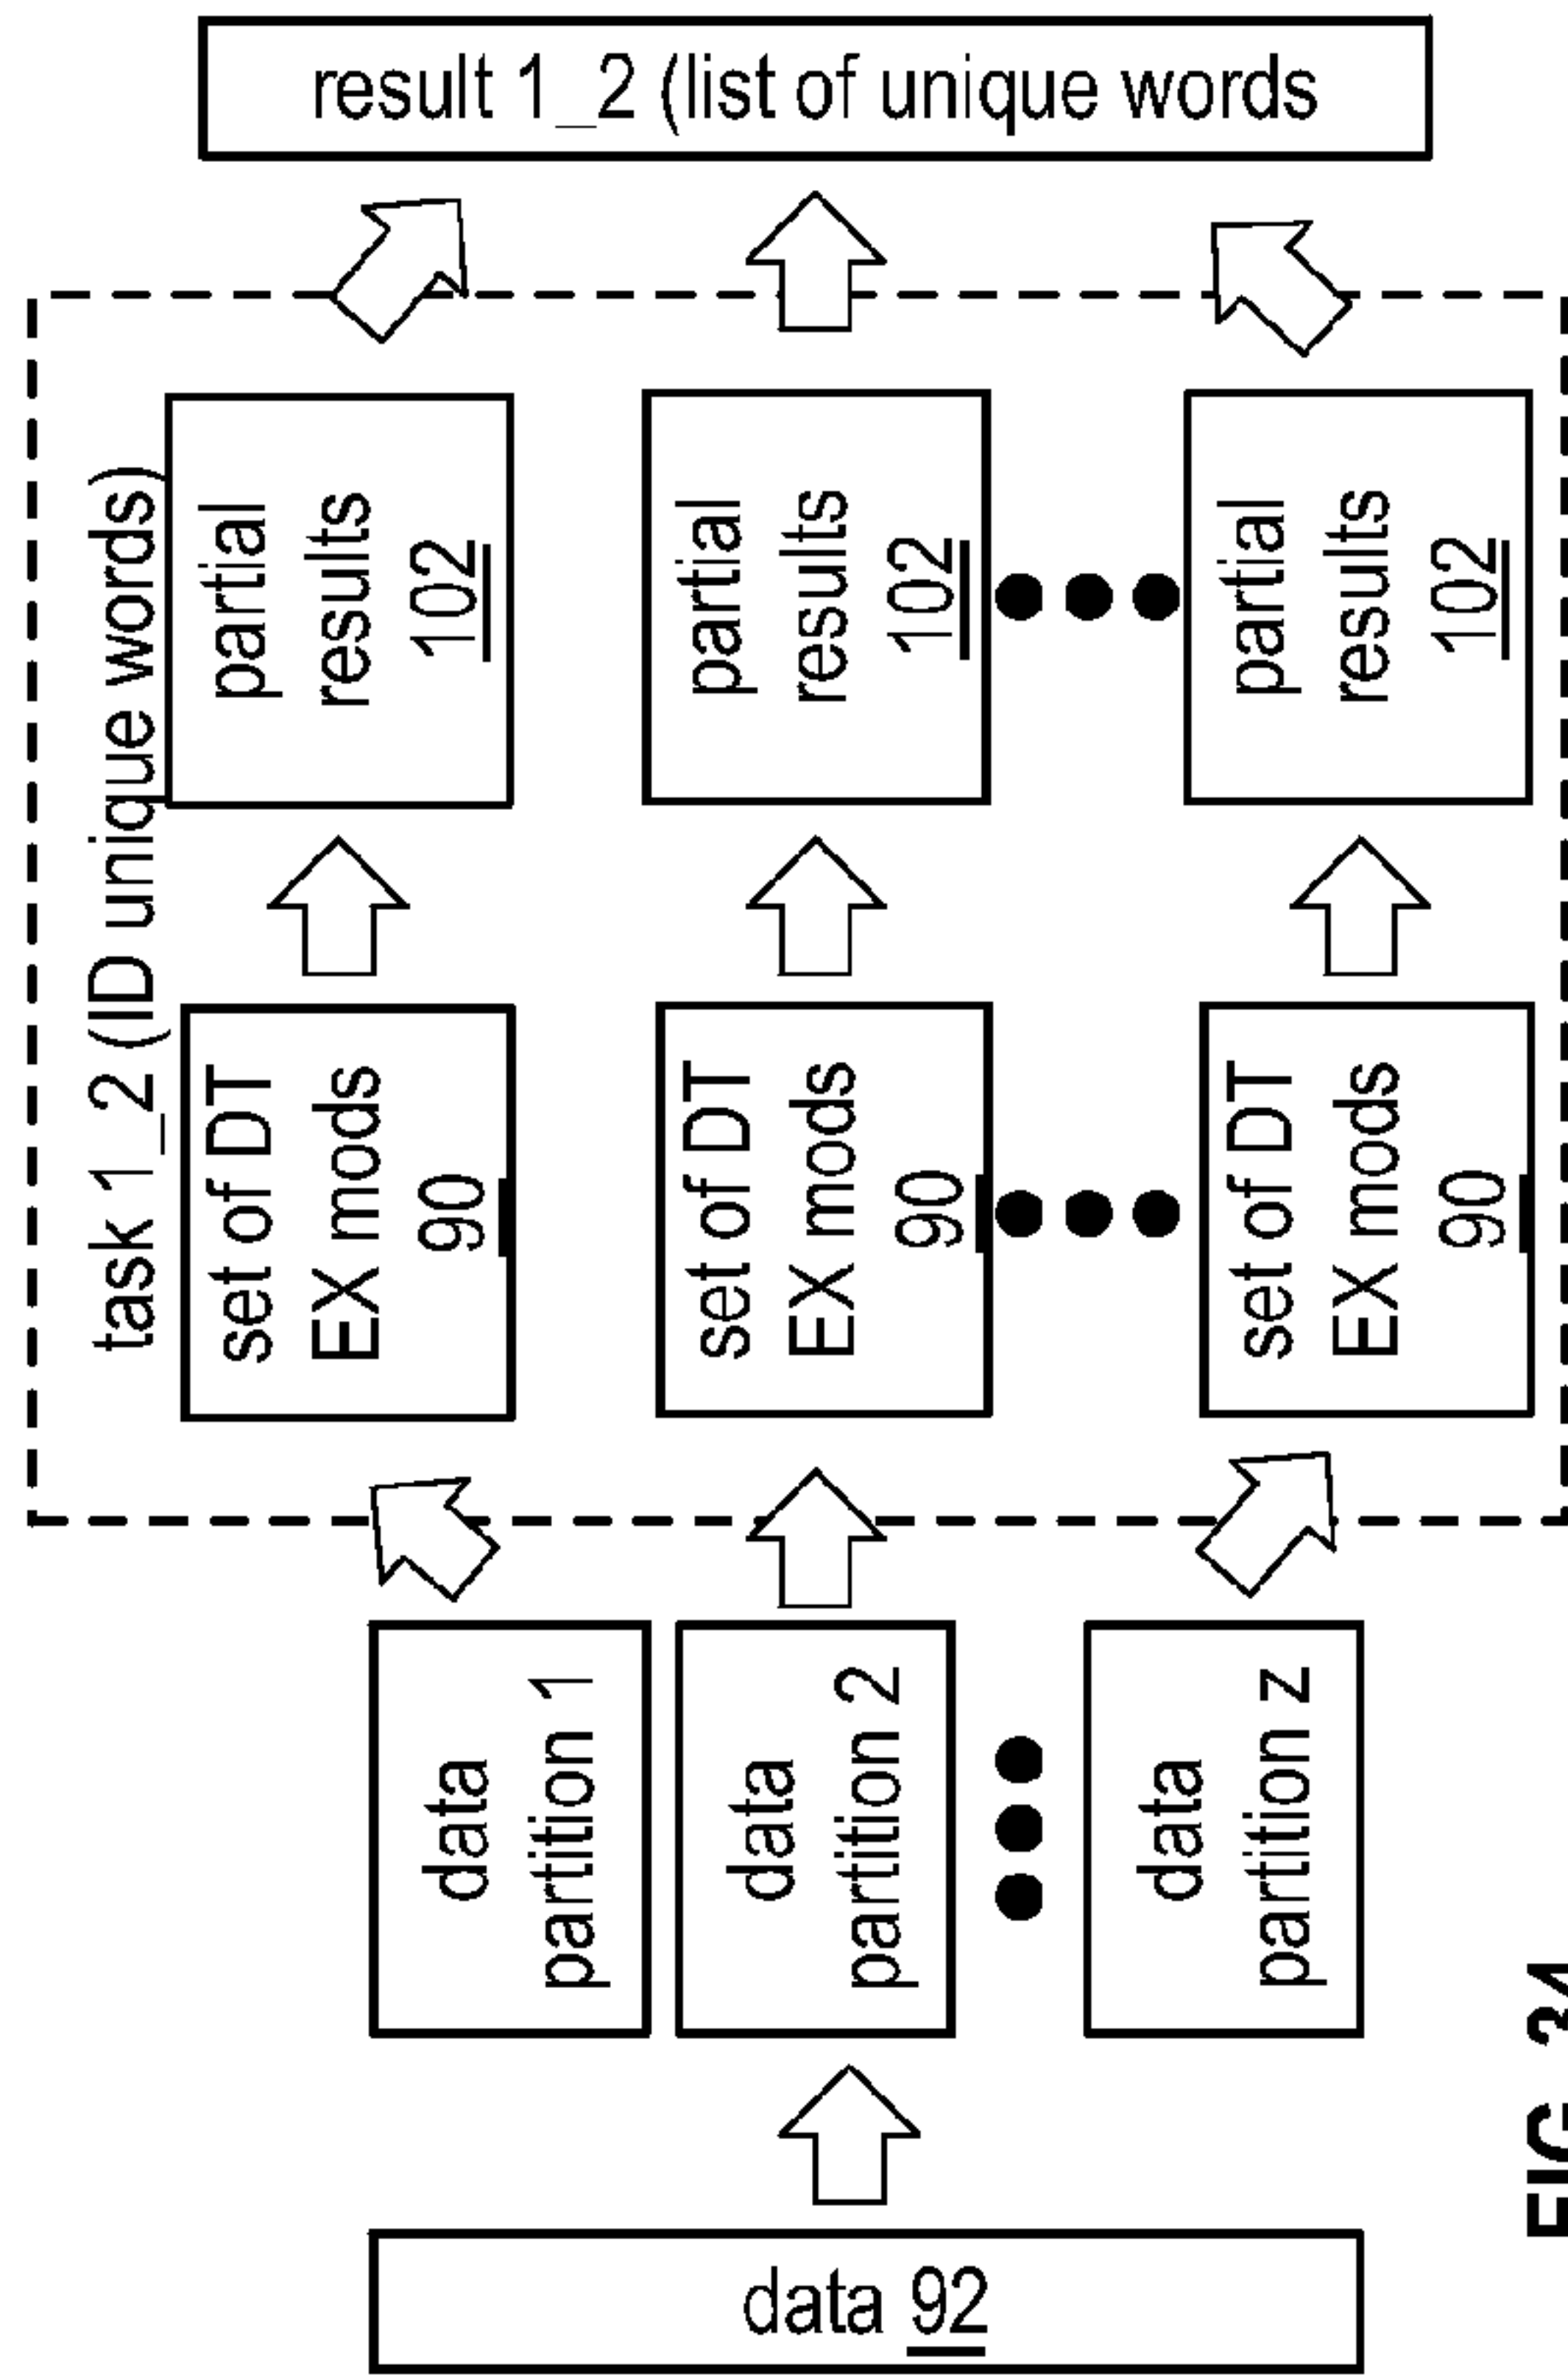 task 1_2 (ID unique words)
data 92
data
partition 1
set of DT
EX mods
90
partial
results
102
data
partition 2
set of DT
EX mods
90
partial
results
102
data
partition z
set of DT
EX mods
90
partial
results
102
result 1_2 (list of unique words
FIG. 34